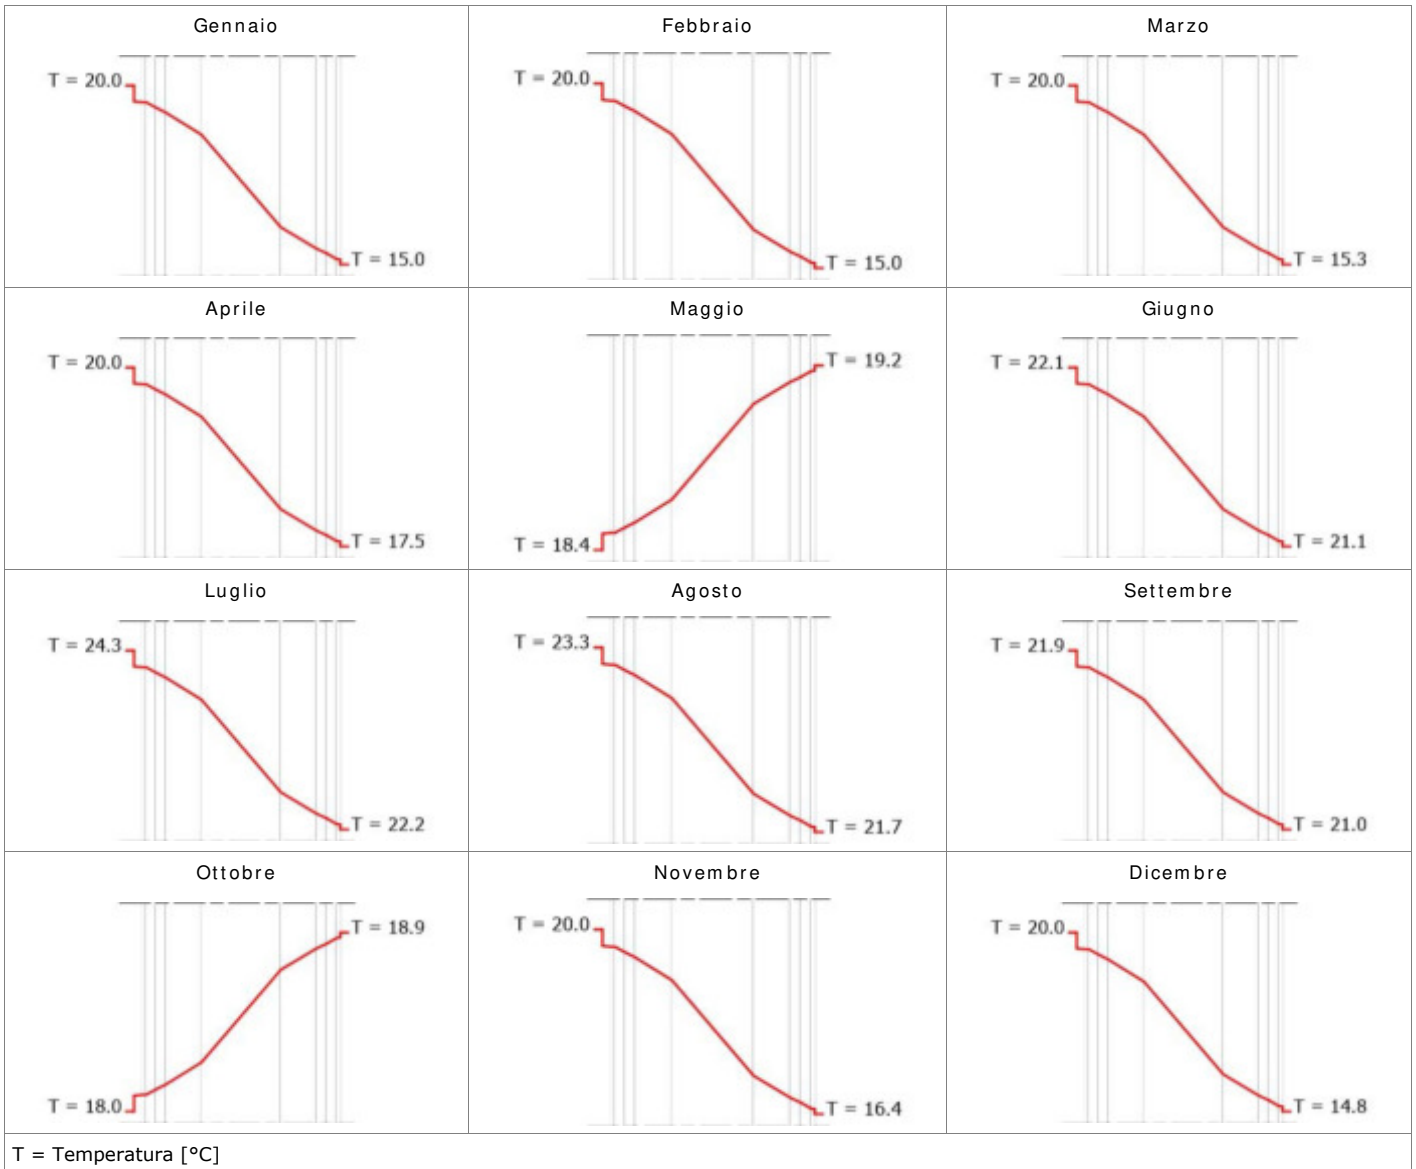 Gennaio
T = 20.0
T = 15.0
Febbraio
T = 20.0
T = 15.0
Marzo
T = 20.0
T = 15.3
Aprile
T = 20.0
T = 17.5
Maggio
T = 19.2
T = 18.4
Giugno
T = 22.1
T = 21.1
Luglio
T = 24.3
T = 22.2
Agosto
T = 23.3
T = 21.7
Settembre
T = 21.9
T = 21.0
Ottobre
T = 18.9
T = 18.0
Novembre
T = 20.0
T = 16.4
Dicembre
T = 20.0
T = 14.8
T = Temperatura [°C]